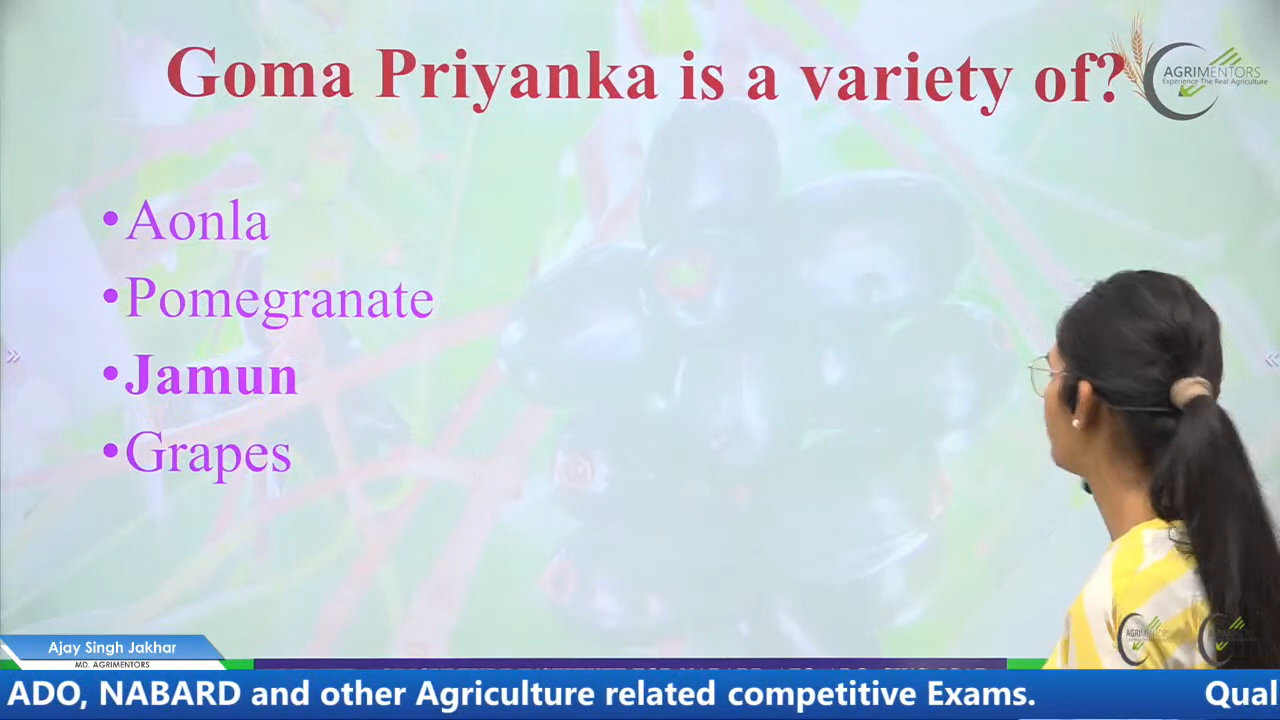 Goma Priyanka is a variety of?
AGRIMENTORS
Experience The Real Agriculture
•Aonla
•Pomegranate
•Jamun
•Grapes
Ajay Singh Jakhar
MD. AGRIMENTORS
ADO, NABARD and other Agriculture related competitive Exams.
Qual